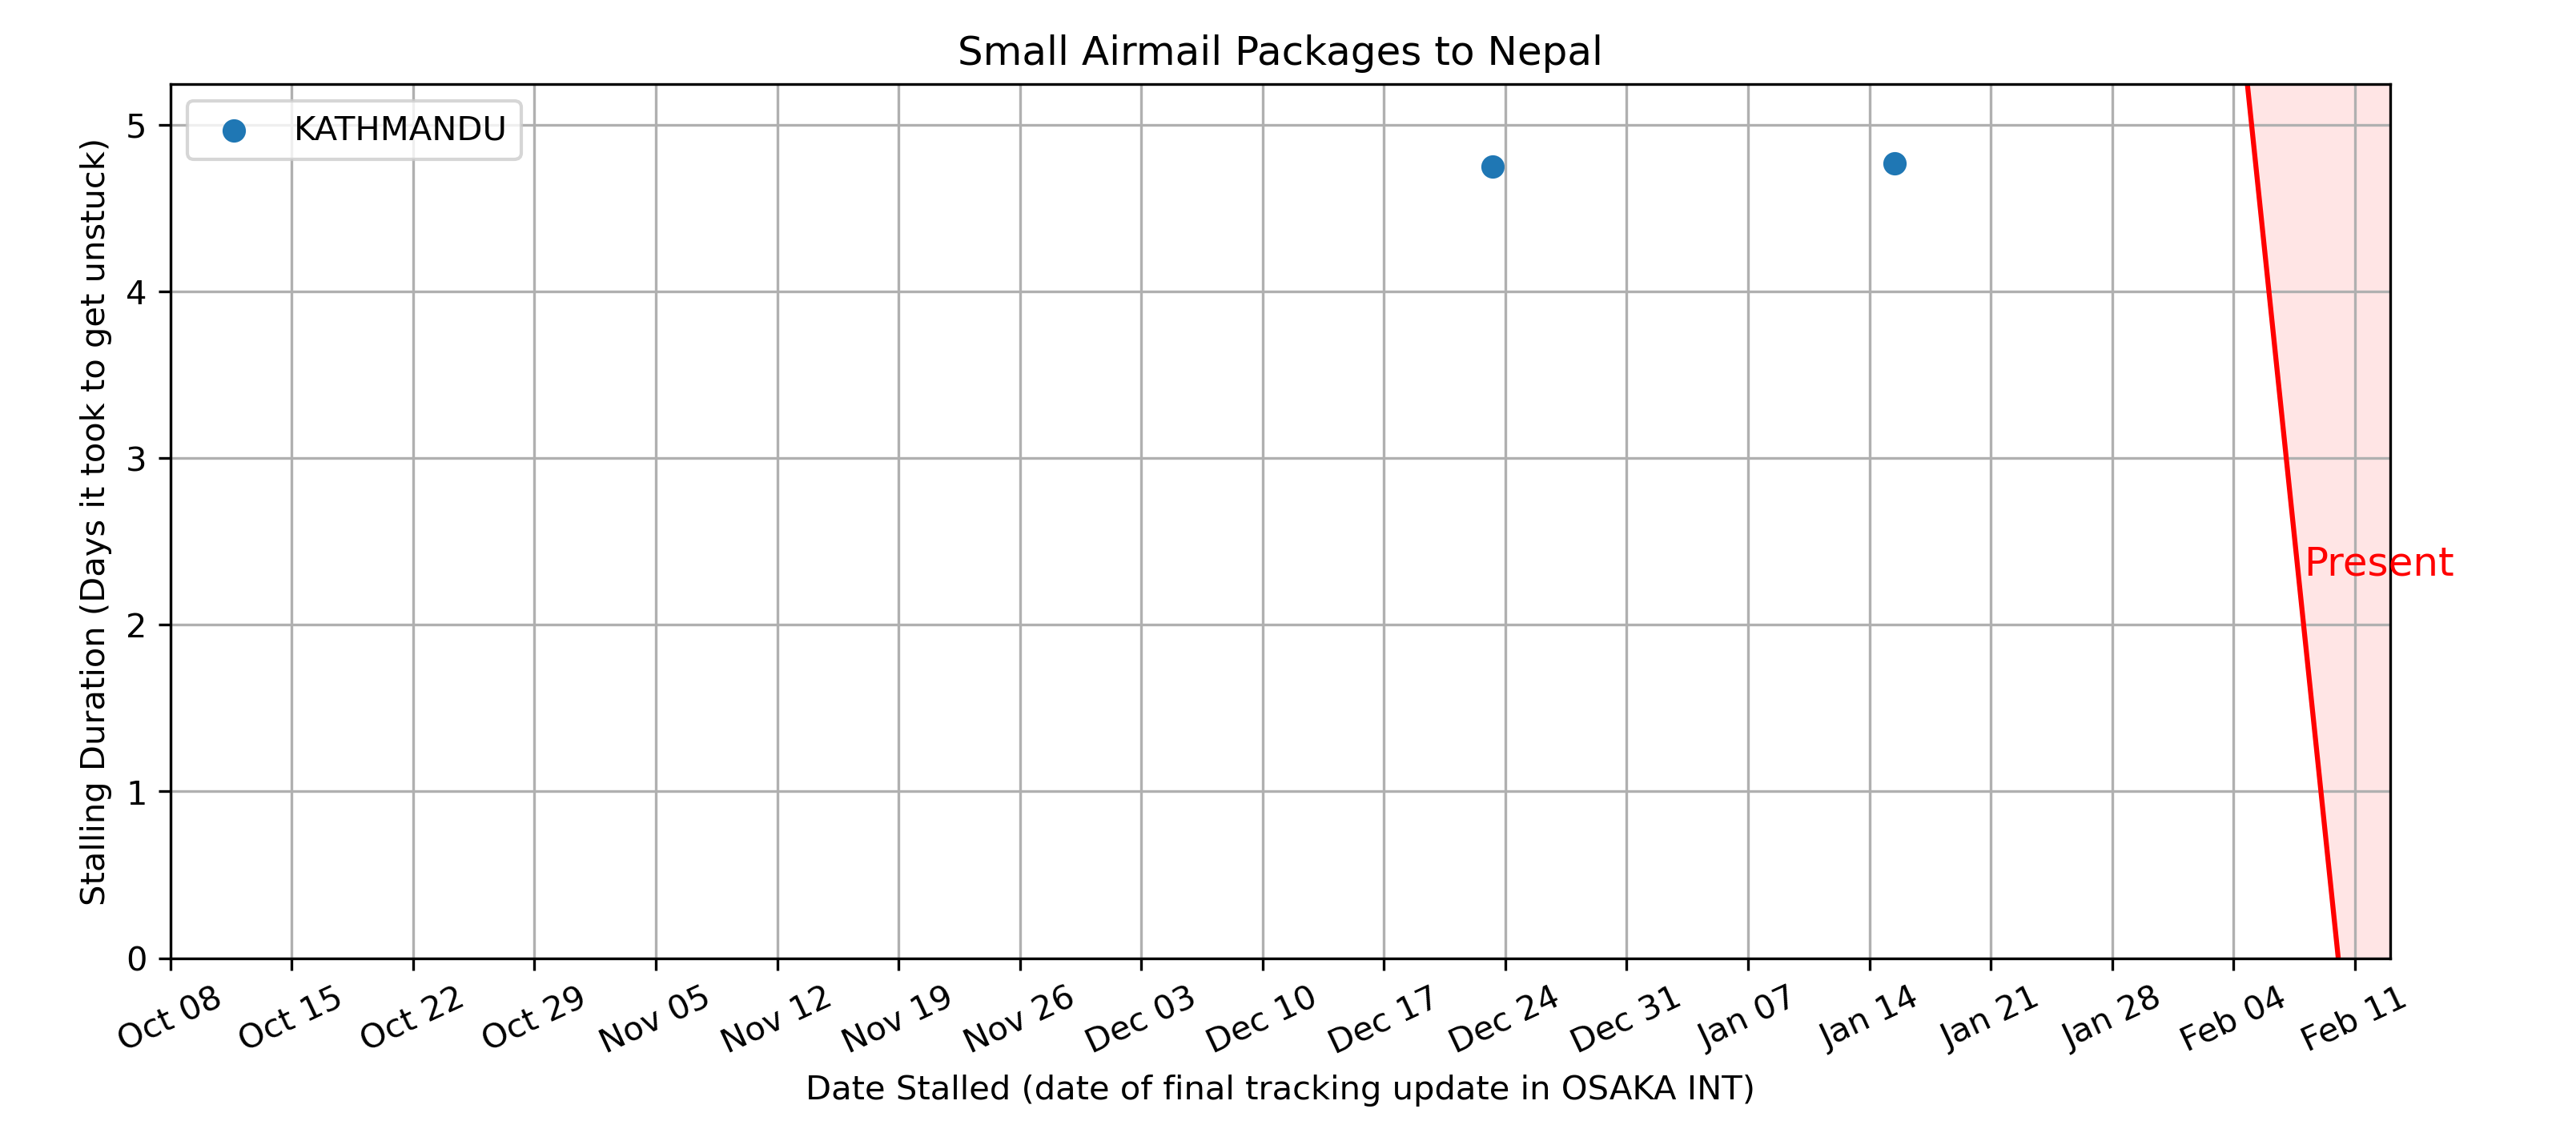 Small Airmail Packages to Nepal
KATHMANDU
Stalling Duration (Days it took to get unstuck)
5
4
3
2
1
0
Present
Oct 08 Oct 15 Oct 22 Oct 29 Nov 05 Nov 12 Nov 19 Nov 26 Dec 03 Dec 10 Dec 17 Dec 24 Dec 31 Jan 07 Jan 14 Jan 21 Jan 28 Feb 04 Feb 11
Date Stalled (date of final tracking update in OSAKA INT)